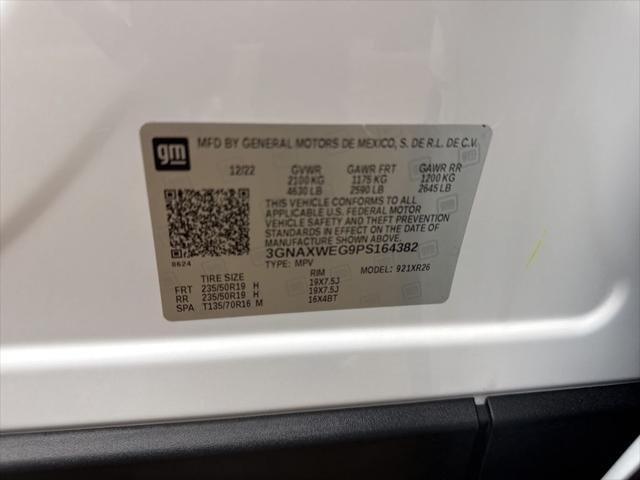 gm MFD BY GENERAL MOTORS DE MEXICO, S. DE R.L. DE C.V.
12/22 GVWR GAWR FRT GAWR RR
2100 KG 1175 KG 1200 KG
4630 LB 2590 LB 2645 LB
THIS VEHICLE CONFORMS TO ALL
APPLICABLE U.S. FEDERAL MOTOR
VEHICLE SAFETY AND THEFT PREVENTION
STANDARDS IN EFFECT ON THE DATE
OF MANUFACTURE SHOWN ABOVE.
8624 3GNAXWEG9PS164382
TYPE: MPV MODEL: 921XR26
TIRE SIZE RIM
FRT 235/50R19 H 19X7.5J
RR 235/50R19 H 19X7.5J
SPA T135/70R16 M 16X4BT